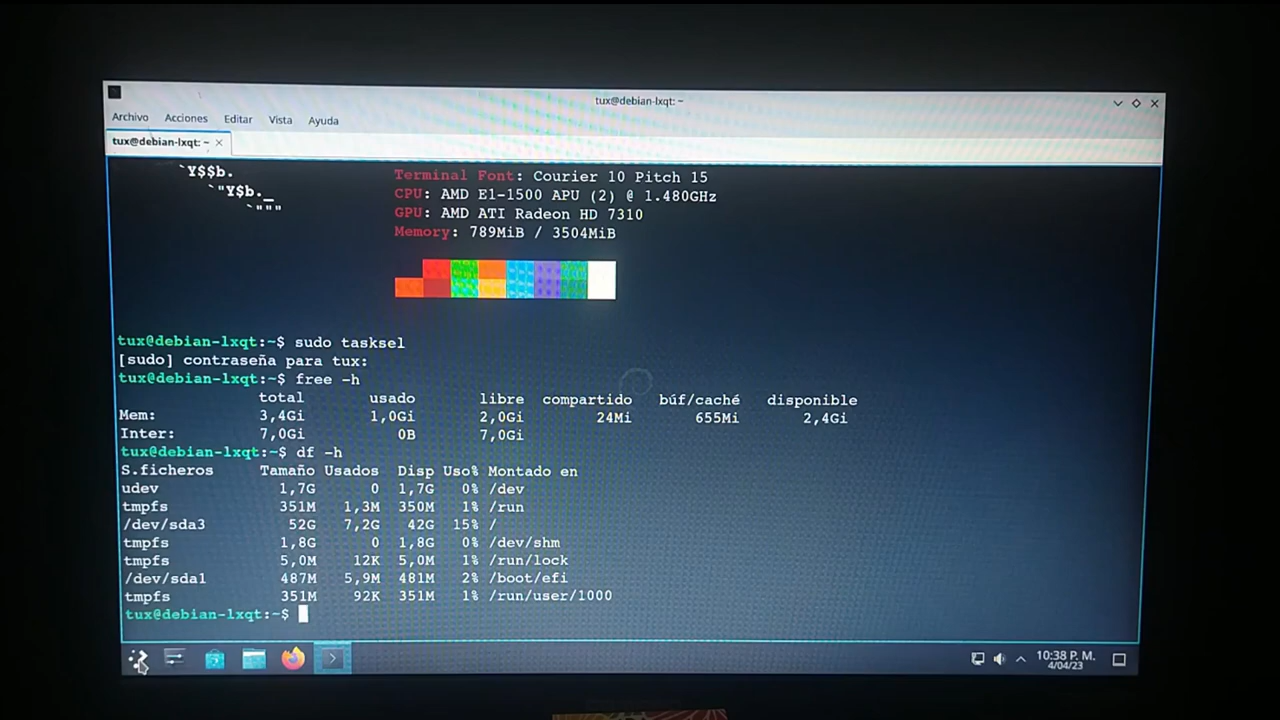 tux@debian-lxqt: ~
Archivo Acciones Editar Vista Ayuda
tux@debian-lxqt: ~ ×
`Y$$b.
`"Y$b._
`"""
Terminal Font: Courier 10 Pitch 15
CPU: AMD E1-1500 APU (2) @ 1.480GHz
GPU: AMD ATI Radeon HD 7310
Memory: 789MiB / 3504MiB
tux@debian-lxqt:~$ sudo tasksel
[sudo] contraseña para tux:
tux@debian-lxqt:~$ free -h
total usado libre compartido búf/caché disponible
Mem: 3,4Gi 1,0Gi 2,0Gi 24Mi 655Mi 2,4Gi
Inter: 7,0Gi 0B 7,0Gi
tux@debian-lxqt:~$ df -h
S.ficheros Tamaño Usados Disp Uso% Montado en
udev 1,7G 0 1,7G 0% /dev
tmpfs 351M 1,3M 350M 1% /run
/dev/sda3 52G 7,2G 42G 15% /
tmpfs 1,8G 0 1,8G 0% /dev/shm
tmpfs 5,0M 12K 5,0M 1% /run/lock
/dev/sda1 487M 5,9M 481M 2% /boot/efi
tmpfs 351M 92K 351M 1% /run/user/1000
tux@debian-lxqt:~$
10:38 P. M.
4/04/23